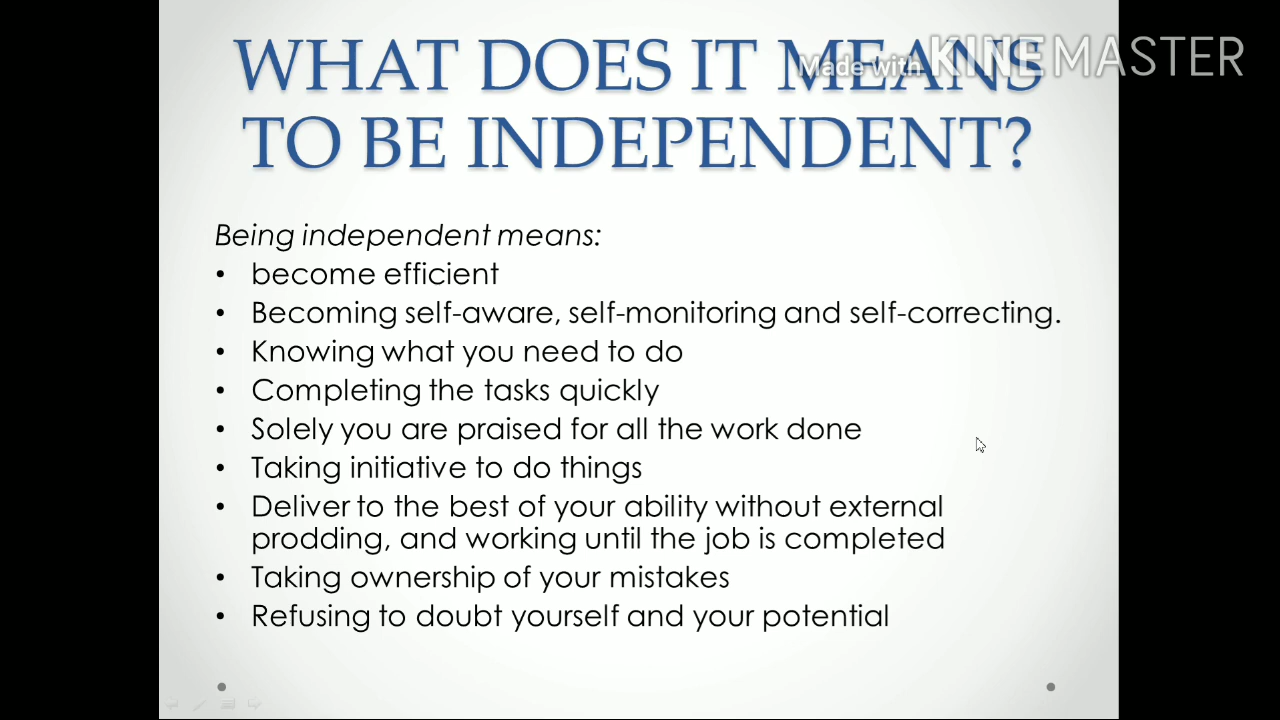 WHAT DOES IT MEANS
Made with KINEMASTER
TO BE INDEPENDENT?
Being independent means:
• become efficient
• Becoming self-aware, self-monitoring and self-correcting.
• Knowing what you need to do
• Completing the tasks quickly
• Solely you are praised for all the work done
• Taking initiative to do things
• Deliver to the best of your ability without external
prodding, and working until the job is completed
• Taking ownership of your mistakes
• Refusing to doubt yourself and your potential